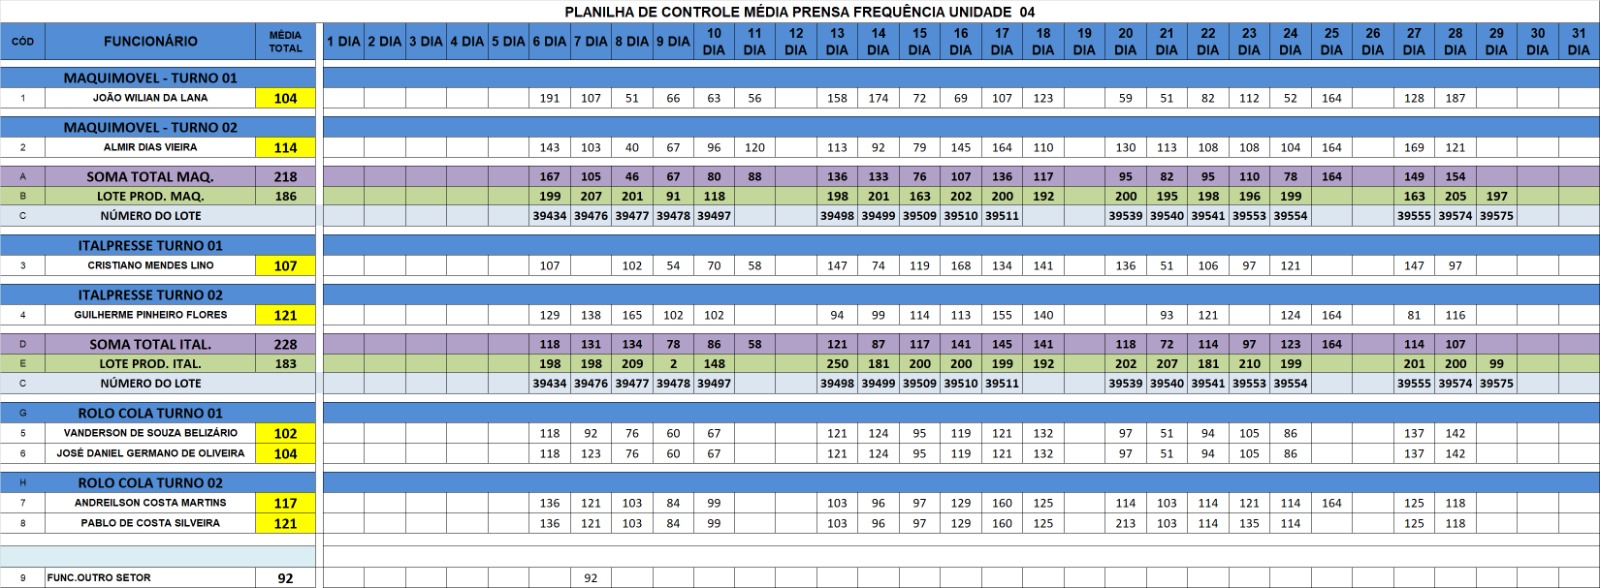 PLANILHA DE CONTROLE MÉDIA PRENSA FREQUÊNCIA UNIDADE 04
CÓD FUNCIONÁRIO MÉDIA TOTAL 1 DIA 2 DIA 3 DIA 4 DIA 5 DIA 6 DIA 7 DIA 8 DIA 9 DIA 10 DIA 11 DIA 12 DIA 13 DIA 14 DIA 15 DIA 16 DIA 17 DIA 18 DIA 19 DIA 20 DIA 21 DIA 22 DIA 23 DIA 24 DIA 25 DIA 26 DIA 27 DIA 28 DIA 29 DIA 30 DIA 31 DIA
MAQUIMOVEL - TURNO 01
1 JOÃO WILIAN DA LANA 104 191 107 51 66 63 56 158 174 72 69 107 123 59 51 82 112 52 164 128 187
MAQUIMOVEL - TURNO 02
2 ALMIR DIAS VIEIRA 114 143 103 40 67 96 120 113 92 79 145 164 110 130 113 108 108 104 164 169 121
A SOMA TOTAL MAQ. 218 167 105 46 67 80 88 136 133 76 107 136 117 95 82 95 110 78 164 149 154
B LOTE PROD. MAQ. 186 199 207 201 91 118 198 201 163 202 200 192 200 195 198 196 199 163 205 197
C NÚMERO DO LOTE 39434 39476 39477 39478 39497 39498 39499 39509 39510 39511 39539 39540 39541 39553 39554 39555 39574 39575
ITALPRESSE TURNO 01
3 CRISTIANO MENDES LINO 107 107 102 54 70 58 147 74 119 168 134 141 136 51 106 97 121 147 97
ITALPRESSE TURNO 02
4 GUILHERME PINHEIRO FLORES 121 129 138 165 102 102 94 99 114 113 155 140 93 121 124 164 81 116
D SOMA TOTAL ITAL. 228 118 131 134 78 86 58 121 87 117 141 145 141 118 72 114 97 123 164 114 107
E LOTE PROD. ITAL. 183 198 198 209 2 148 250 181 200 200 199 192 202 207 181 210 199 201 200 99
C NÚMERO DO LOTE 39434 39476 39477 39478 39497 39498 39499 39509 39510 39511 39539 39540 39541 39553 39554 39555 39574 39575
G ROLO COLA TURNO 01
5 VANDERSON DE SOUZA BELIZÁRIO 102 118 92 76 60 67 121 124 95 119 121 132 97 51 94 105 86 137 142
6 JOSÉ DANIEL GERMANO DE OLIVEIRA 104 118 123 76 60 67 121 124 95 119 121 132 97 51 94 105 86 137 142
H ROLO COLA TURNO 02
7 ANDREILSON COSTA MARTINS 117 136 121 103 84 99 103 96 97 129 160 125 114 103 114 121 114 164 125 118
8 PABLO DE COSTA SILVEIRA 121 136 121 103 84 99 103 96 97 129 160 125 213 103 114 135 114 125 118
9 FUNC.OUTRO SETOR 92 92